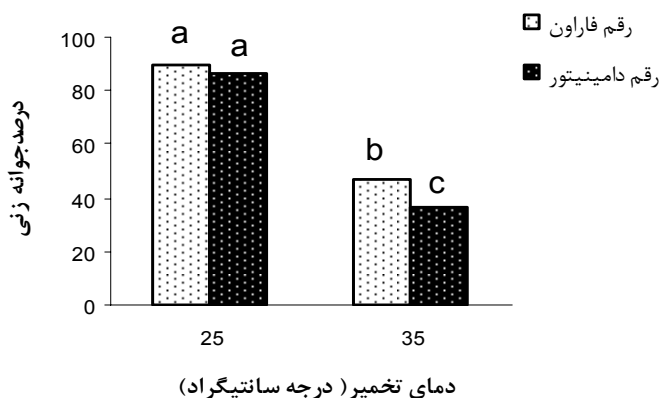 رقم فاراون
رقم دامینیتور
درصدجوانه زنی
100
80
60
40
20
0
a a
b c
25 35
دمای تخمیر( درجه سانتیگراد)